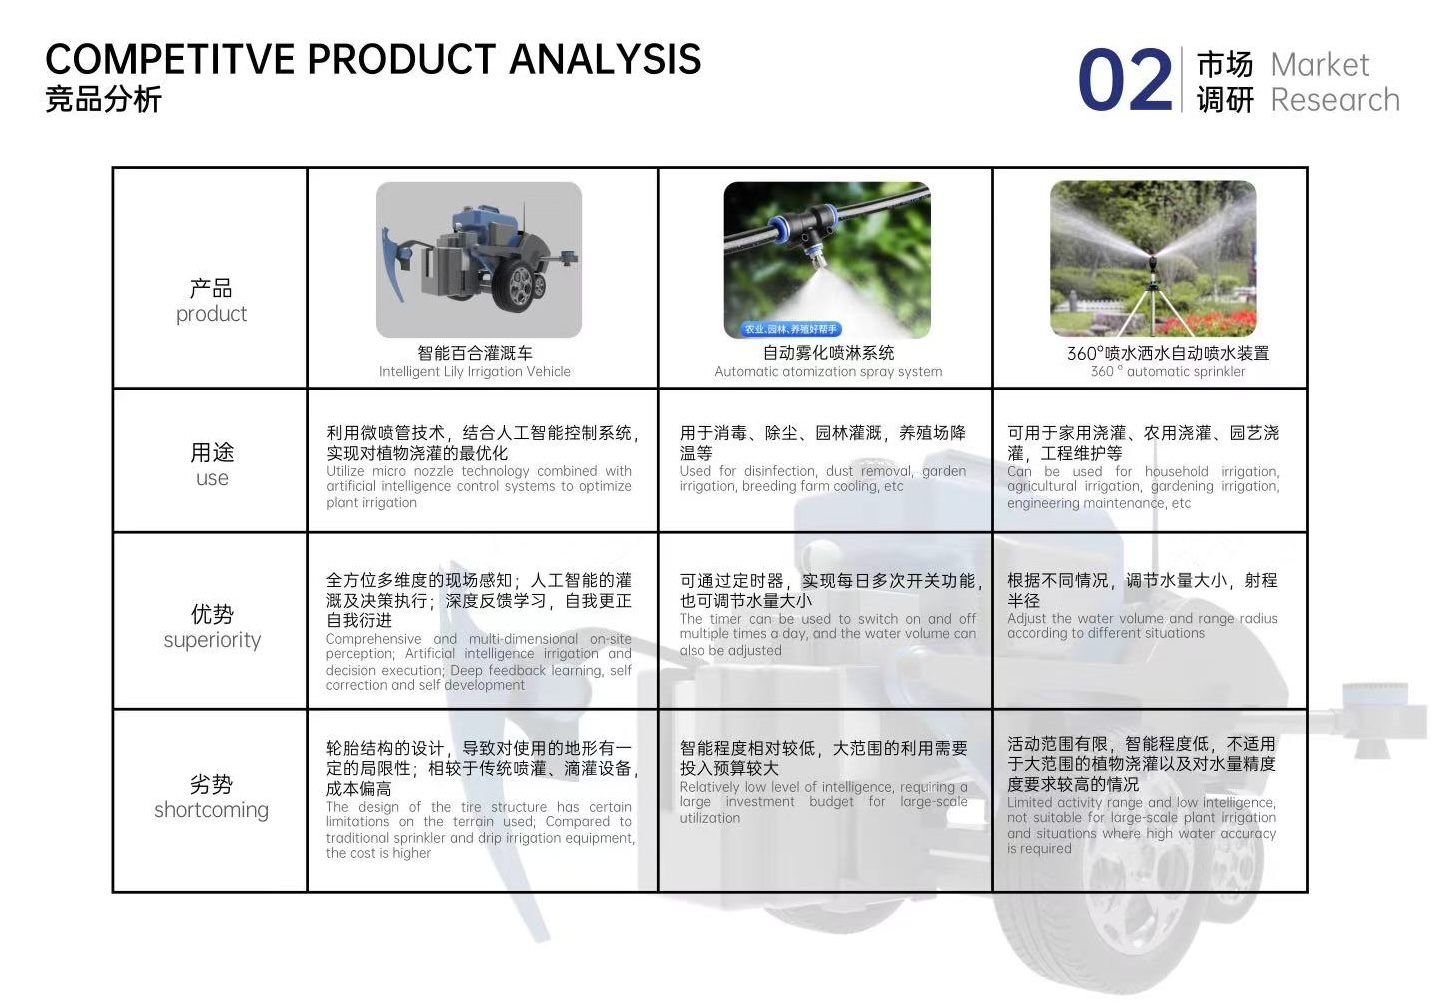 COMPETITVE PRODUCT ANALYSIS
竞品分析
02
市场
调研
Market
Research
产品
product
农业、园林、养殖好帮手
智能百合灌溉车
Intelligent Lily Irrigation Vehicle
自动雾化喷淋系统
Automatic atomization spray system
360°喷水洒水自动喷水装置
360 ° automatic sprinkler
用途
use
利用微喷管技术，结合人工智能控制系统，
实现对植物浇灌的最优化
Utilize micro nozzle technology combined with
artificial intelligence control systems to optimize
plant irrigation
用于消毒、除尘、园林灌溉，养殖场降
温等
Used for disinfection, dust removal, garden
irrigation, breeding farm cooling, etc
可用于家用浇灌、农用浇灌、园艺浇
灌，工程维护等
Can be used for household irrigation,
agricultural irrigation, gardening irrigation,
engineering maintenance, etc
优势
superiority
全方位多维度的现场感知；人工智能的灌
溉及决策执行；深度反馈学习，自我更正
自我衍进
Comprehensive and multi-dimensional on-site
perception; Artificial intelligence irrigation and
decision execution; Deep feedback learning, self
correction and self development
可通过定时器，实现每日多次开关功能，
也可调节水量大小
The timer can be used to switch on and off
multiple times a day, and the water volume can
also be adjusted
根据不同情况，调节水量大小，射程
半径
Adjust the water volume and range radius
according to different situations
劣势
shortcoming
轮胎结构的设计，导致对使用的地形有一
定的局限性；相较于传统喷灌、滴灌设备，
成本偏高
The design of the tire structure has certain
limitations on the terrain used; Compared to
traditional sprinkler and drip irrigation equipment,
the cost is higher
智能程度相对较低，大范围的利用需要
投入预算较大
Relatively low level of intelligence, requiring a
large investment budget for large-scale
utilization
活动范围有限，智能程度低，不适用
于大范围的植物浇灌以及对水量精度
度要求较高的情况
Limited activity range and low intelligence,
not suitable for large-scale plant irrigation
and situations where high water accuracy
is required